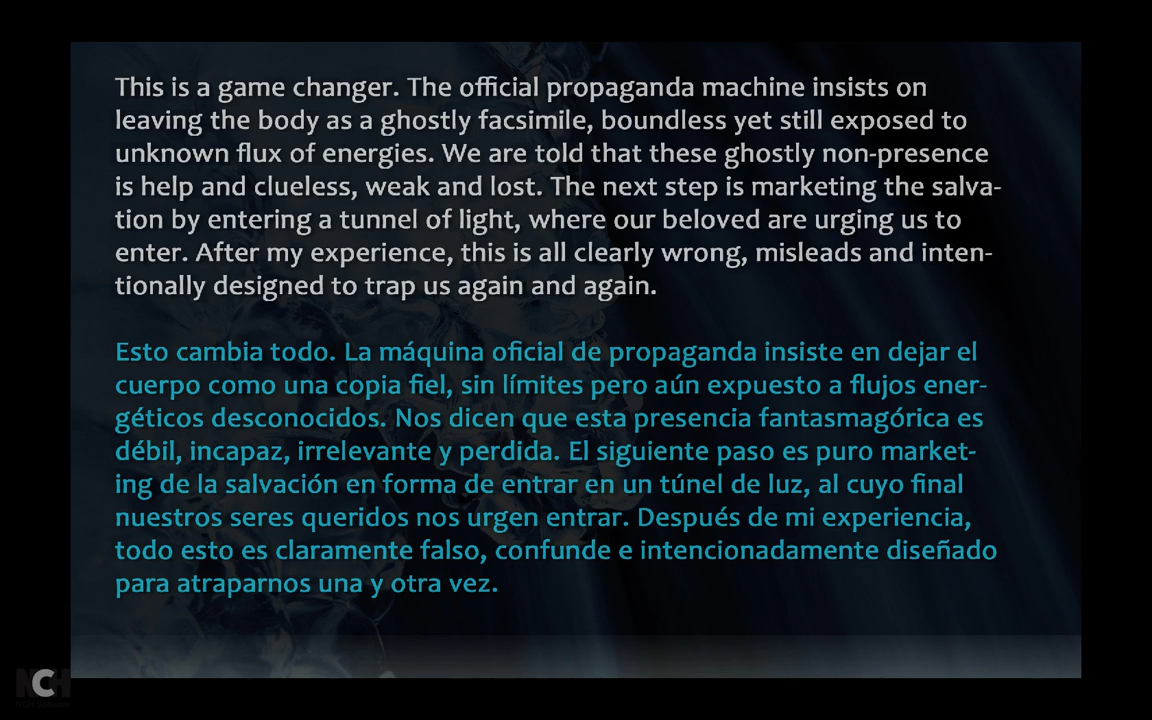 This is a game changer. The official propaganda machine insists on
leaving the body as a ghostly facsimile, boundless yet still exposed to
unknown flux of energies. We are told that these ghostly non-presence
is help and clueless, weak and lost. The next step is marketing the salva-
tion by entering a tunnel of light, where our beloved are urging us to
enter. After my experience, this is all clearly wrong, misleads and inten-
tionally designed to trap us again and again.
Esto cambia todo. La máquina oficial de propaganda insiste en dejar el
cuerpo como una copia fiel, sin límites pero aún expuesto a flujos ener-
géticos desconocidos. Nos dicen que esta presencia fantasmagórica es
débil, incapaz, irrelevante y perdida. El siguiente paso es puro market-
ing de la salvación en forma de entrar en un túnel de luz, al cuyo final
nuestros seres queridos nos urgen entrar. Después de mi experiencia,
todo esto es claramente falso, confunde e intencionadamente diseñado
para atraparnos una y otra vez.
NCH
NCH Software